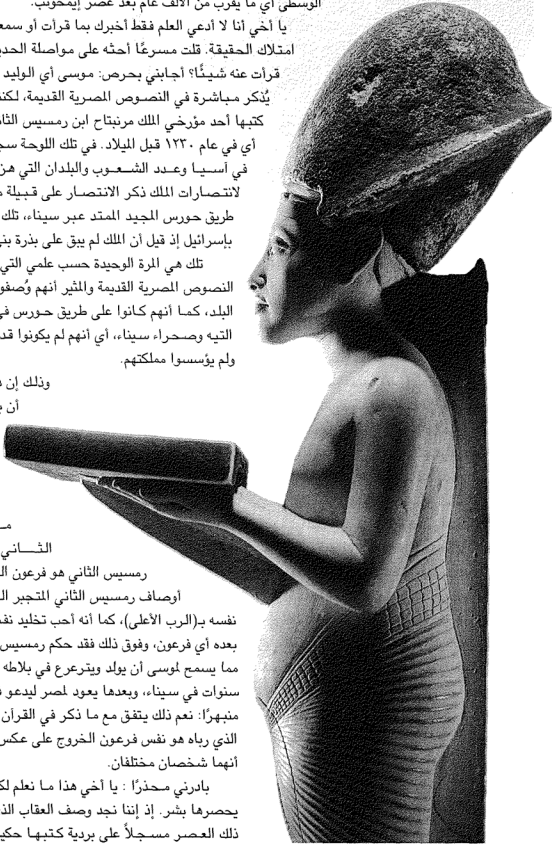 الوسطى أي ما يقرب من الألف عام بعد عصر إيمحوتب.
يا أخي أنا لا أدعي العلم فقط أخبرك بما قرأت أو سمع
امتلاك الحقيقة. قلت مسرعًا أحثه على مواصلة الحدي
قرأت عنه شيئًا؟ أجابني بحرص: موسى أي الوليد
يُذكر مباشرة في النصوص المصرية القديمة، لكن
كتبها أحد مؤرخي الملك مرنبتاح ابن رمسيس الثا
أي في عام ١٢٣٠ قبل الميلاد. في تلك اللوحة سج
في آسيا وعدد الشعوب والبلدان التي هز
لانتصارات الملك ذكر الانتصار على قبيلة
طريق حورس المجيد الممتد عبر سيناء، تلك
بإسرائيل إذ قيل أن الملك لم يبق على بذرة بنـ
تلك هي المرة الوحيدة حسب علمي التي
النصوص المصرية القديمة والمثير أنهم وُصفو
البلد، كما أنهم كانوا على طريق حورس في
التيه وصحراء سيناء، أي أنهم لم يكونوا قد
ولم يؤسسوا مملكتهم.
وذلك إن
أن
مـ
الثاني
رمسيس الثاني هو فرعون الـ
أوصاف رمسيس الثاني المتجبر الـ
نفسه بـ(الرب الأعلى)، كما أنه أحب تخليد نفـ
بعده أي فرعون، وفوق ذلك فقد حكم رمسيس
مما يسمح لموسى أن يولد ويترعرع في بلاطه
سنوات في سيناء، وبعدها يعود لمصر ليدعو
منبهرًا: نعم ذلك يتفق مع ما ذكر في القرآن
الذي رباه هو نفس فرعون الخروج على عكس
أنهما شخصان مختلفان.
بادرني محذرًا : يا أخي هذا ما نعلم لكـ
يحصرها بشر. إذ إننا نجد وصف العقاب الذ
ذلك العصر مسجلاً على بردية كتبها حكيـ